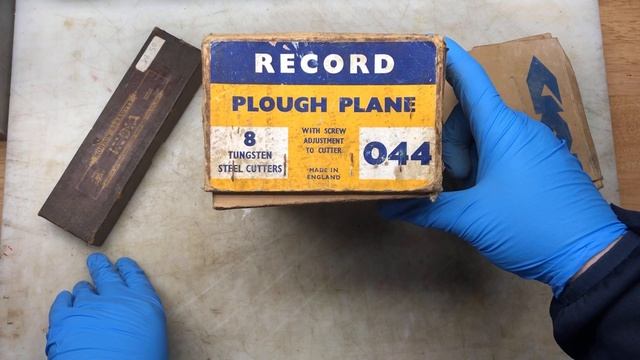 RECORD
PLOUGH PLANE
8
TUNGSTEN
STEEL CUTTERS
WITH SCREW
ADJUSTMENT
TO CUTTER
MADE IN
ENGLAND
044